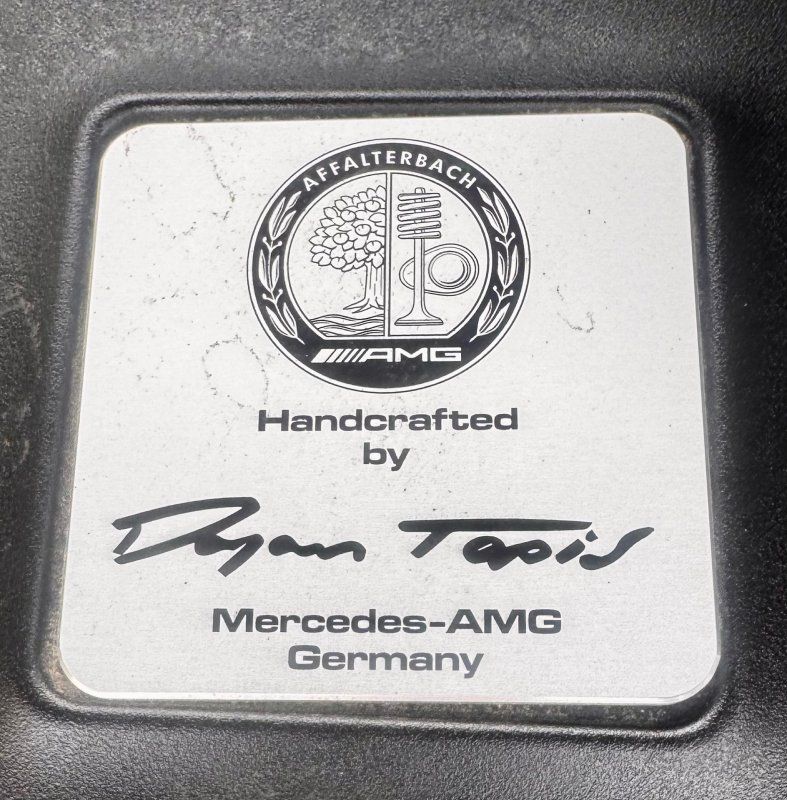 AFFALTERBACH
AMG
Handcrafted
by
Mercedes-AMG
Germany